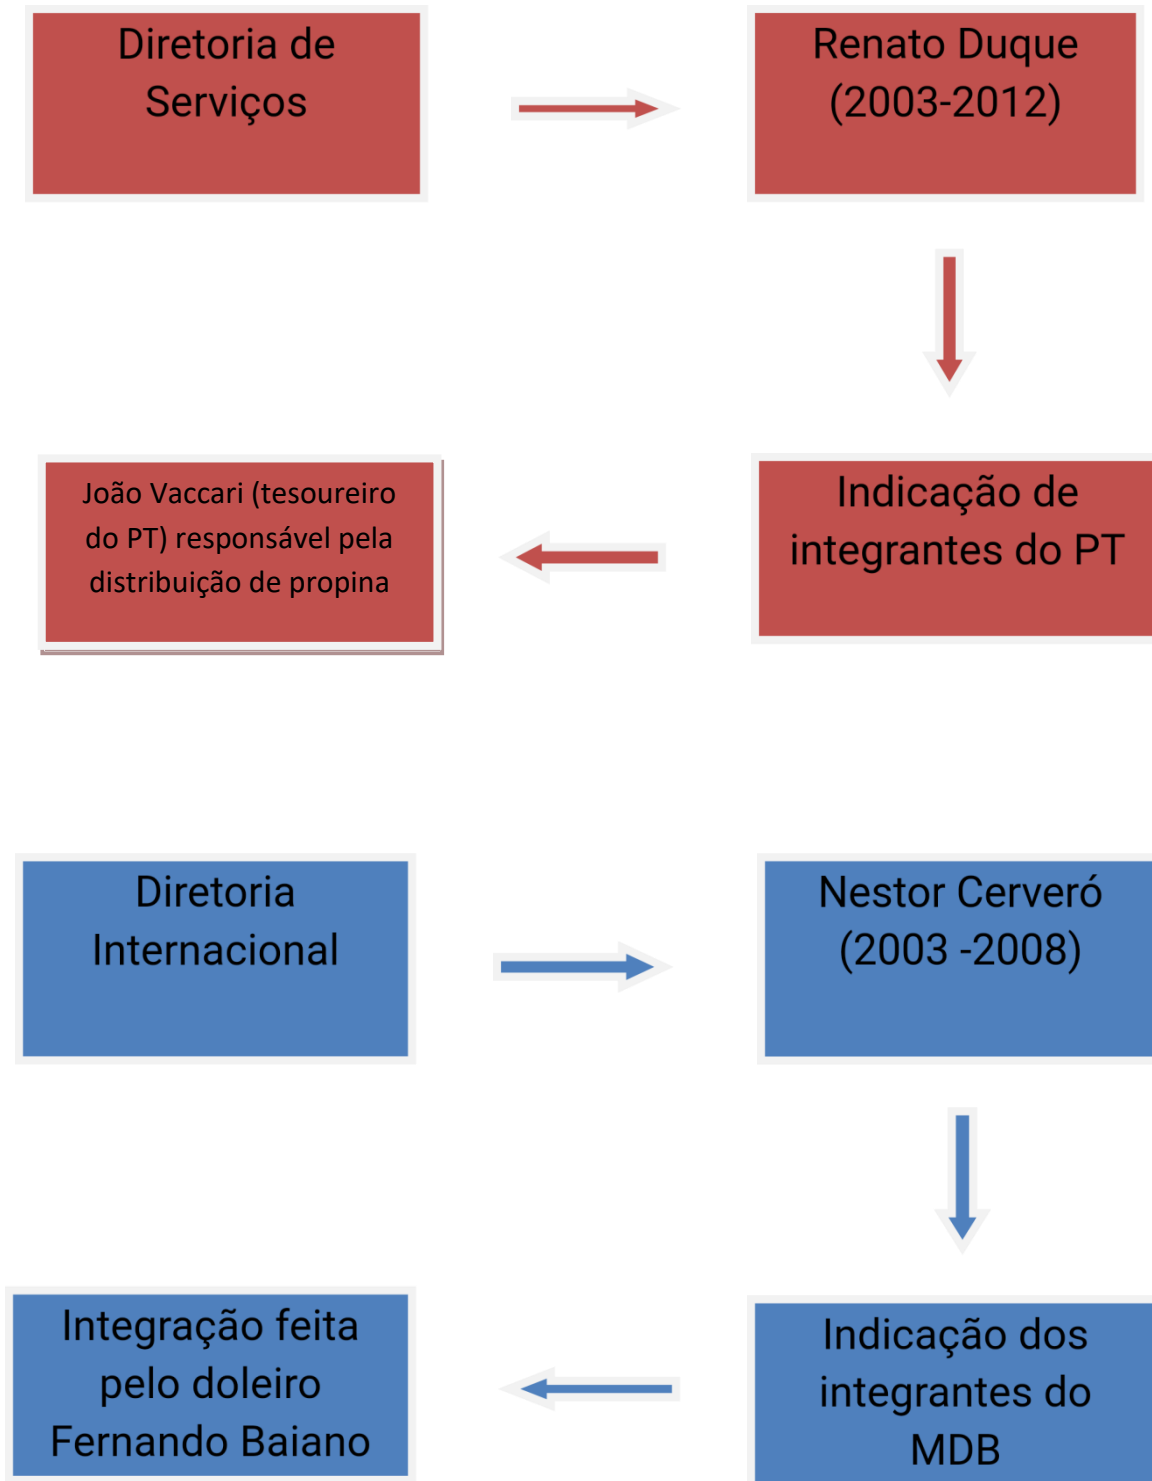 Diretoria de
Serviços
Renato Duque
(2003-2012)
João Vaccari (tesoureiro
do PT) responsável pela
distribuição de propina
Indicação de
integrantes do PT
Diretoria
Internacional
Nestor Cerveró
(2003 -2008)
Integração feita
pelo doleiro
Fernando Baiano
Indicação dos
integrantes do
MDB